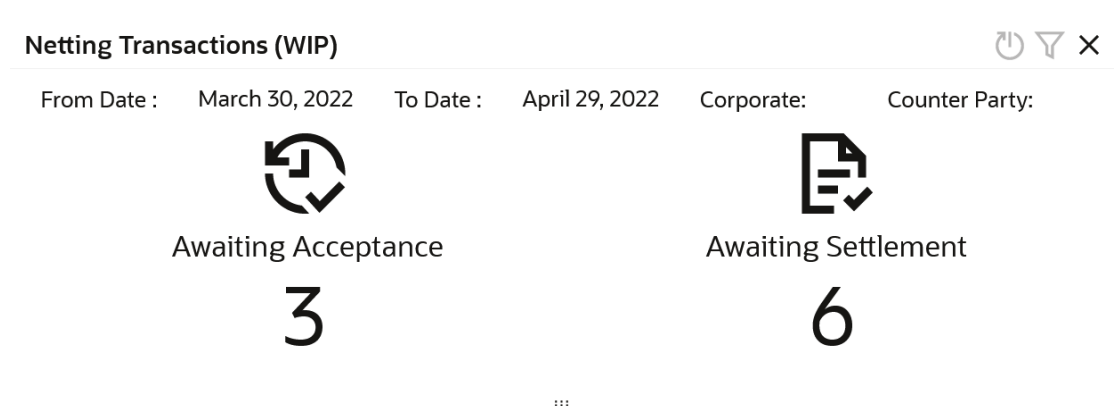 Netting Transactions (WIP)
From Date : March 30, 2022 To Date : April 29, 2022 Corporate: Counter Party:
Awaiting Acceptance Awaiting Settlement
3 6